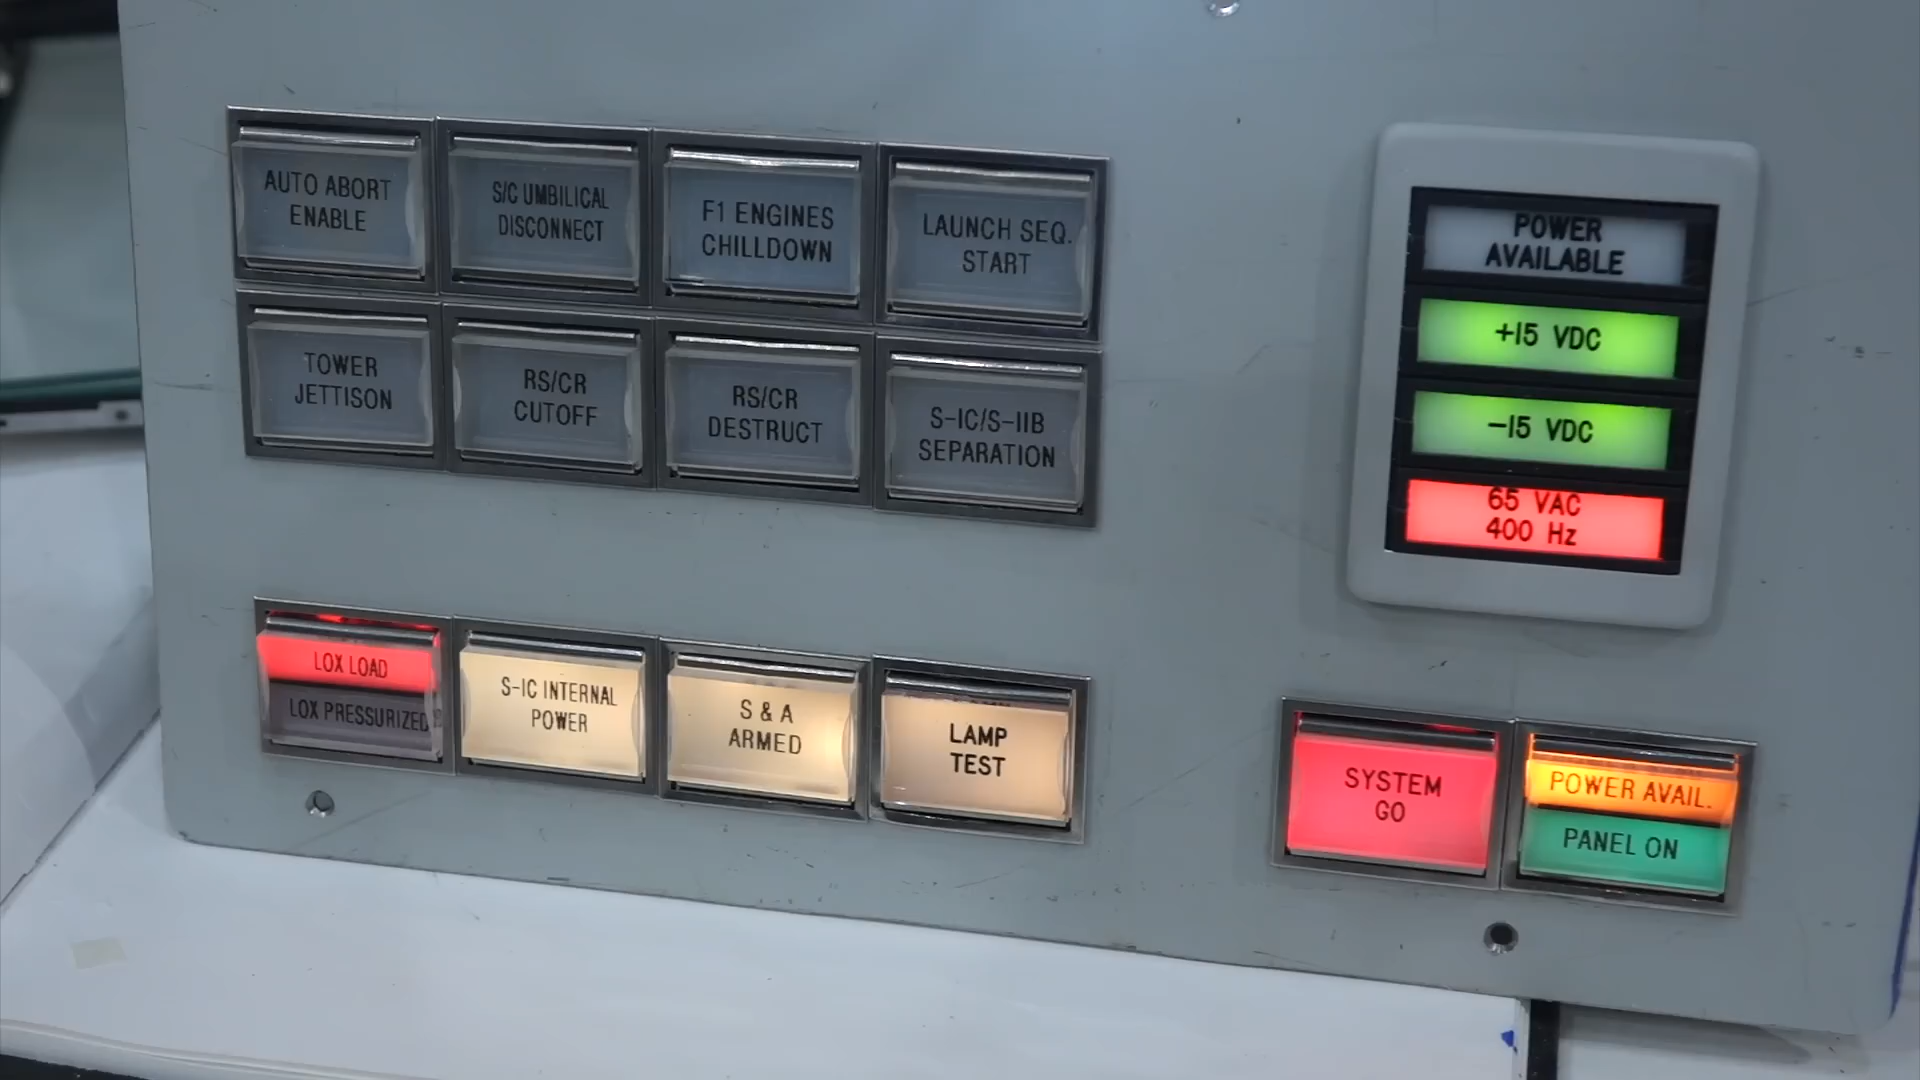 AUTO ABORT
ENABLE
S/C UMBILICAL
DISCONNECT
F1 ENGINES
CHILLDOWN
LAUNCH SEQ.
START
TOWER
JETTISON
RS/CR
CUTOFF
RS/CR
DESTRUCT
S-IC/S-IIB
SEPARATION
POWER
AVAILABLE
+15 VDC
-15 VDC
65 VAC
400 Hz
LOX LOAD
LOX PRESSURIZED
S-IC INTERNAL
POWER
S & A
ARMED
LAMP
TEST
SYSTEM
GO
POWER AVAIL.
PANEL ON